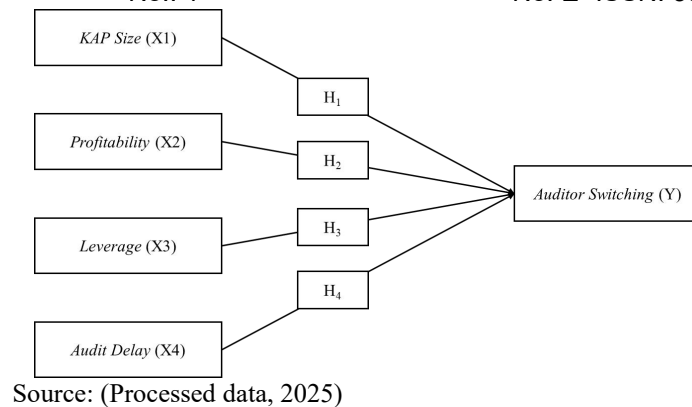 KAP Size (X1)
H1
Profitability (X2)
H2
Auditor Switching (Y)
Leverage (X3)
H3
H4
Audit Delay (X4)
Source: (Processed data, 2025)